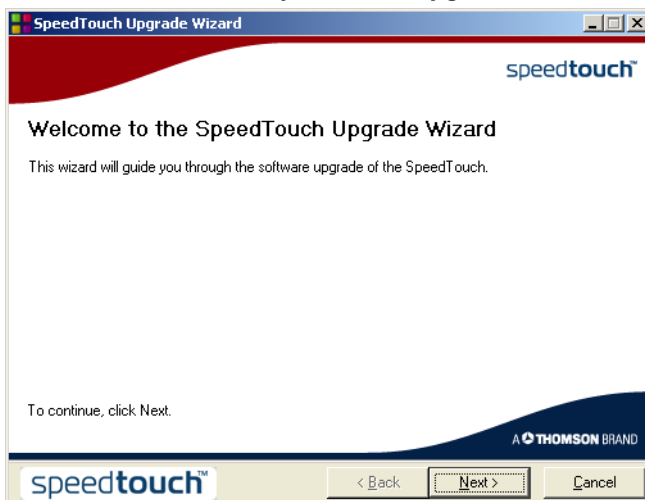 SpeedTouch Upgrade Wizard
speedtouch™
Welcome to the SpeedTouch Upgrade Wizard
This wizard will guide you through the software upgrade of the SpeedTouch.
To continue, click Next.
A THOMSON BRAND
speedtouch™
< Back
Next >
Cancel